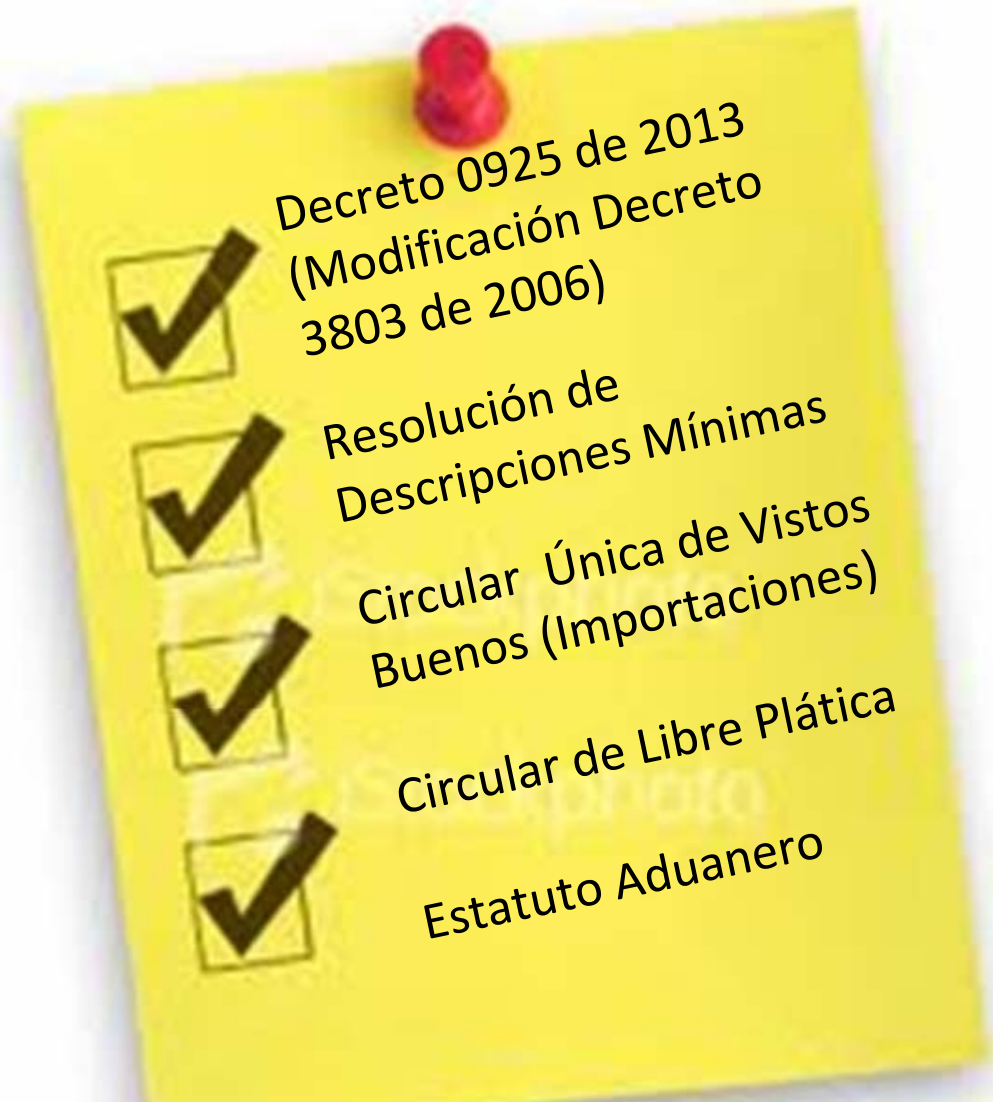 Decreto 0925 de 2013
(Modificación Decreto
3803 de 2006)
Resolución de
Descripciones Mínimas
Circular Única de Vistos
Buenos (Importaciones)
Circular de Libre Plática
Estatuto Aduanero